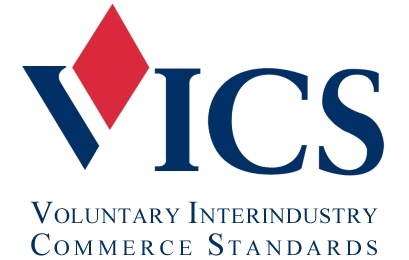 VICS
VOLUNTARY INTERINDUSTRY
COMMERCE STANDARDS